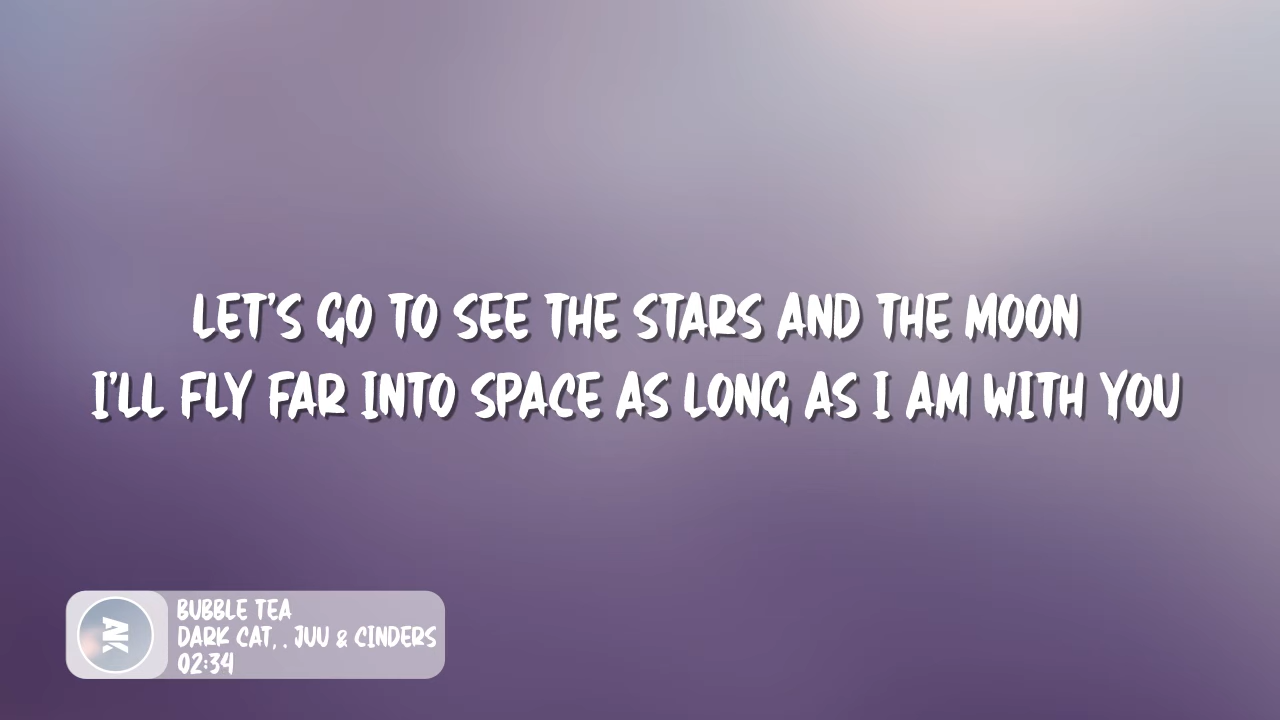 LET'S GO TO SEE THE STARS AND THE MOON
I'LL FLY FAR INTO SPACE AS LONG AS I AM WITH YOU
AK
BUBBLE TEA
DARK CAT, . JUU & CINDERS
02:34